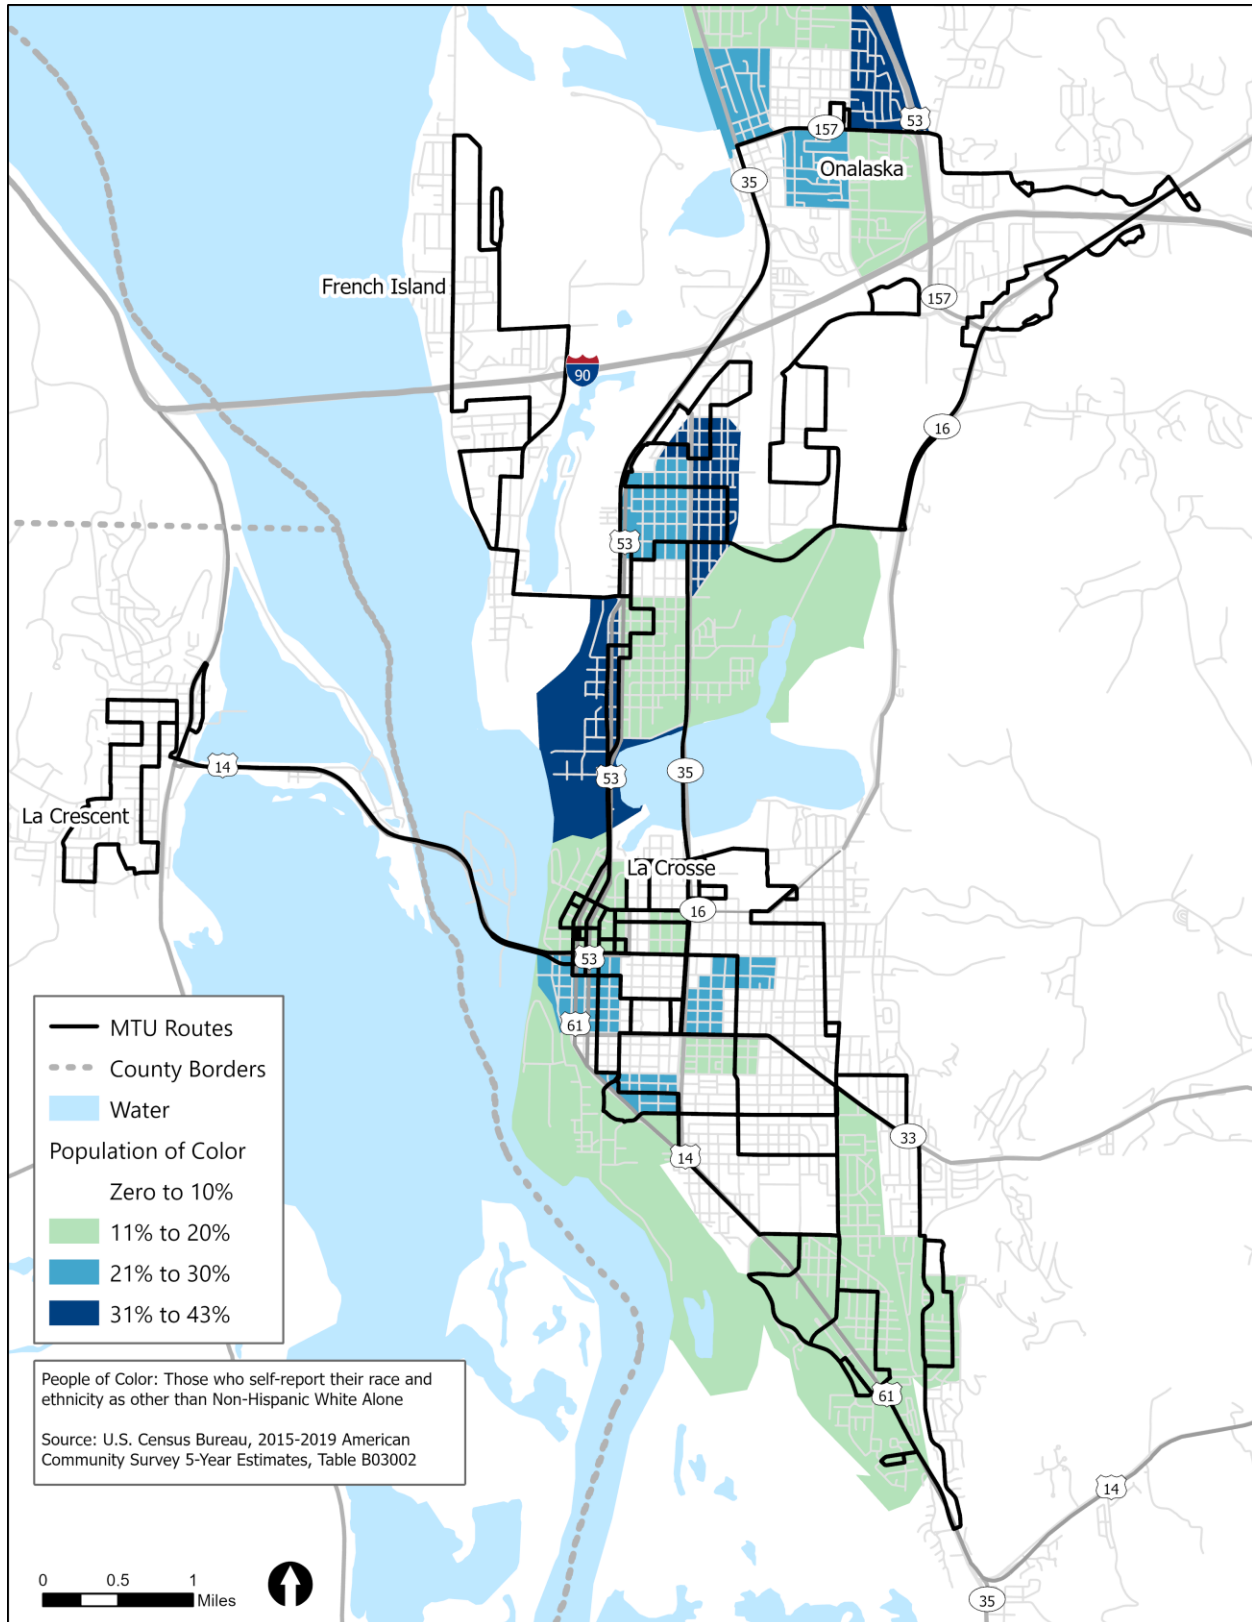 53
157
Onalaska
35
French Island
157
90
16
53
14
53
35
La Crescent
La Crosse
16
53
61
33
14
61
14
35
MTU Routes
County Borders
Water
Population of Color
Zero to 10%
11% to 20%
21% to 30%
31% to 43%
People of Color: Those who self-report their race and
ethnicity as other than Non-Hispanic White Alone
Source: U.S. Census Bureau, 2015-2019 American
Community Survey 5-Year Estimates, Table B03002
0 0.5 1
Miles